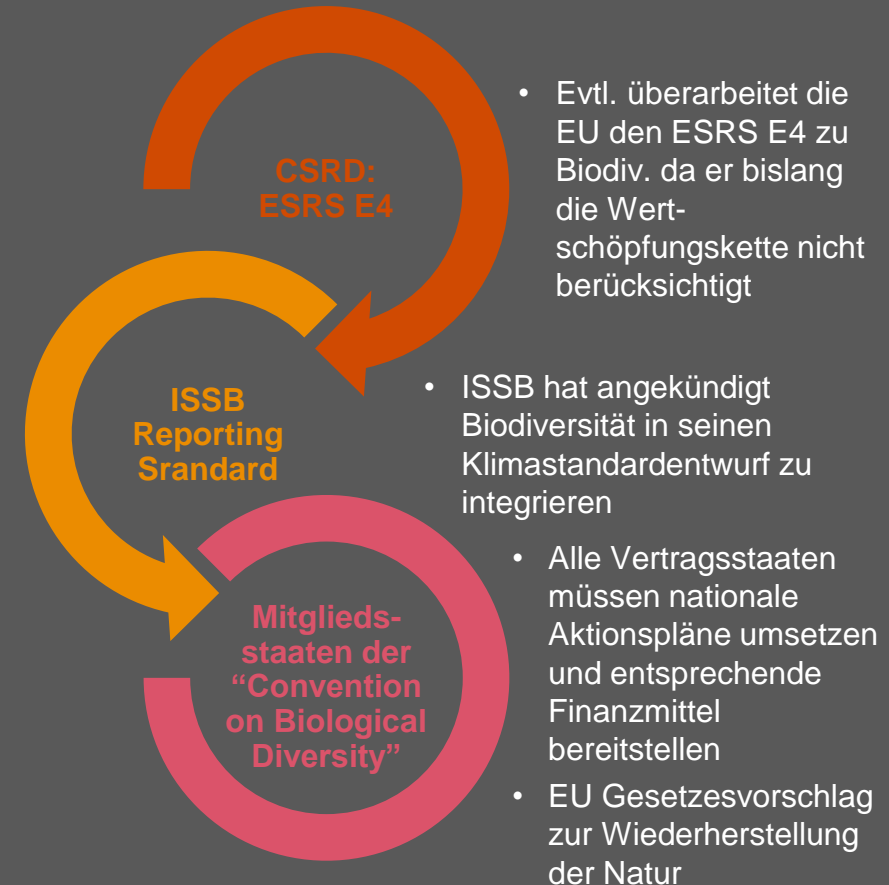 CSRD:
ESRS E4
• Evtl. überarbeitet die
EU den ESRS E4 zu
Biodiv. da er bislang
die Wert-
schöpfungskette nicht
berücksichtigt
ISSB
Reporting
Srandard
• ISSB hat angekündigt
Biodiversität in seinen
Klimastandardentwurf zu
integrieren
Mitglieds-
staaten der
“Convention
on Biological
Diversity”
• Alle Vertragsstaaten
müssen nationale
Aktionspläne umsetzen
und entsprechende
Finanzmittel
bereitstellen
• EU Gesetzesvorschlag
zur Wiederherstellung
der Natur